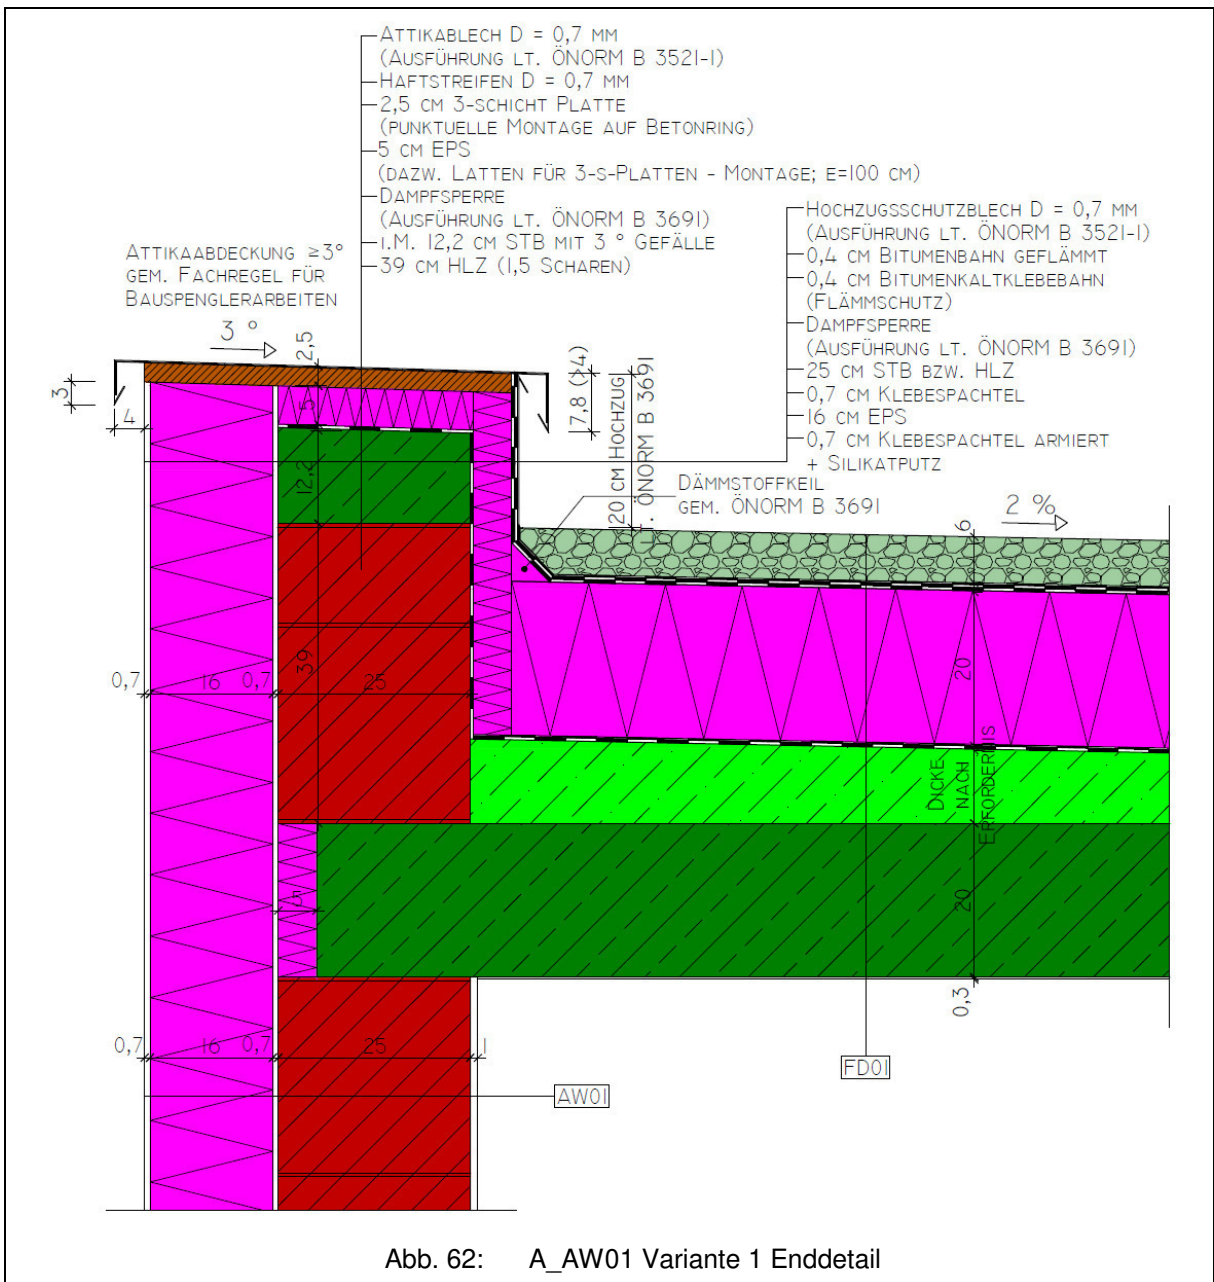 ATTIKABLECH D = 0,7 MM
(AUSFÜHRUNG LT. ÖNORM B 3521-1)
HAFTSTREIFEN D = 0,7 MM
2,5 CM 3-SCHICHT PLATTE
(PUNKTUELLE MONTAGE AUF BETONRING)
5 CM EPS
(DAZW. LATTEN FÜR 3-S-PLATTEN - MONTAGE; E=100 CM)
DAMPFSPERRE
(AUSFÜHRUNG LT. ÖNORM B 3691)
I.M. 12,2 CM STB MIT 3 ° GEFÄLLE
39 CM HLZ (1,5 SCHAREN)
HOCHZUGSSCHUTZBLECH D = 0,7 MM
(AUSFÜHRUNG LT. ÖNORM B 3521-1)
0,4 CM BITUMENBAHN GEFLÄMMT
0,4 CM BITUMENKALTKLEBEBAHN
(FLÄMMSCHUTZ)
DAMPFSPERRE
(AUSFÜHRUNG LT. ÖNORM B 3691)
25 CM STB BZW. HLZ
0,7 CM KLEBESPACHTEL
16 CM EPS
0,7 CM KLEBESPACHTEL ARMIERT
+ SILIKATPUTZ
ATTIKAABDECKUNG ≥3°
GEM. FACHREGEL FÜR
BAUSPENGLERARBEITEN
3 °
2,5
3
4
5
12,2
39
7,8 (>4)
20 CM HOCHZUG
LT. ÖNORM B 3691
DÄMMSTOFFKEIL
GEM. ÖNORM B 3691
2 %
6
0,7
16
0,7
25
20
DICKE
NACH
ERFORDERNIS
5
20
0,3
0,7
16
0,7
25
1
FD01
AW01
Abb. 62: A_AW01 Variante 1 Enddetail